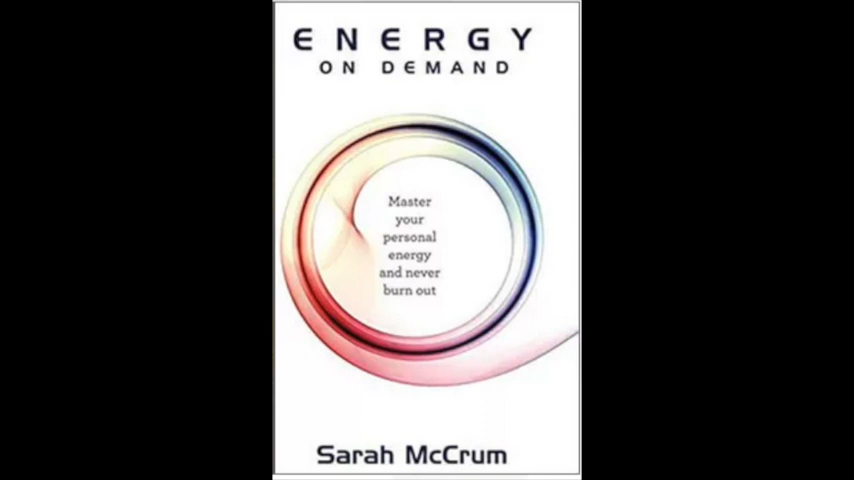 ENERGY
ON DEMAND
Master
your
personal
energy
and never
burn out
Sarah McCrum